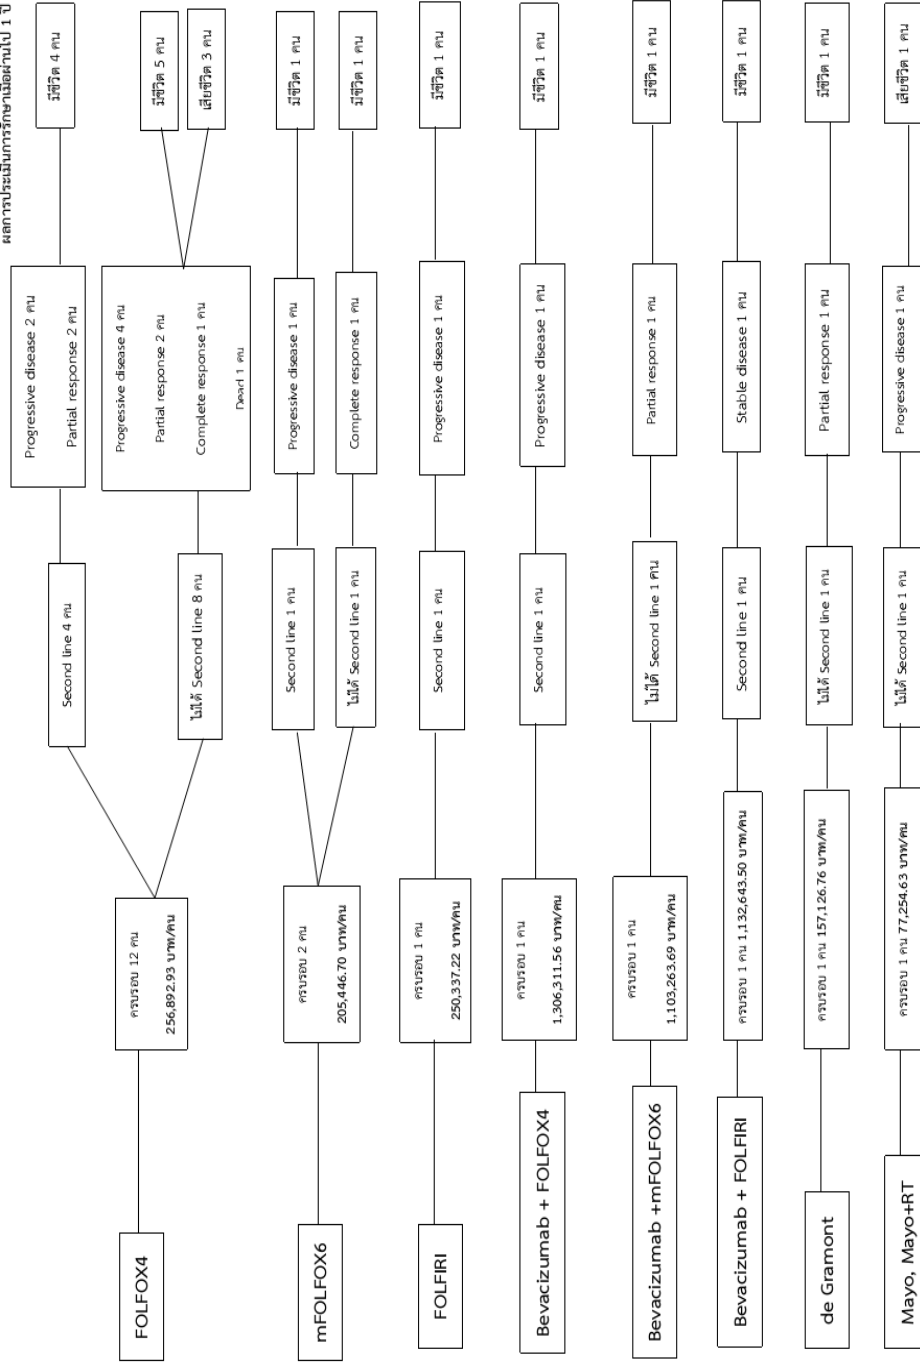 ผลการประเมินการรักษาเมื่อผ่านไป 1 ปี
FOLFOX4
ครบรอบ 12 คน
256,892.93 บาท/คน
Second line 4 คน
Progressive disease 2 คน
Partial response 2 คน
มีชีวิต 4 คน
ไม่ได้ Second line 8 คน
Progressive disease 4 คน
Partial response 2 คน
Complete response 1 คน
Dead 1 คน
มีชีวิต 5 คน
เสียชีวิต 3 คน
mFOLFOX6
ครบรอบ 2 คน
205,446.70 บาท/คน
Second line 1 คน
Progressive disease 1 คน
มีชีวิต 1 คน
ไม่ได้ Second line 1 คน
Complete response 1 คน
มีชีวิต 1 คน
FOLFIRI
ครบรอบ 1 คน
250,337.22 บาท/คน
Second line 1 คน
Progressive disease 1 คน
มีชีวิต 1 คน
Bevacizumab + FOLFOX4
ครบรอบ 1 คน
1,306,311.56 บาท/คน
Second line 1 คน
Progressive disease 1 คน
มีชีวิต 1 คน
Bevacizumab +mFOLFOX6
ครบรอบ 1 คน
1,103,263.69 บาท/คน
ไม่ได้ Second line 1 คน
Partial response 1 คน
มีชีวิต 1 คน
Bevacizumab + FOLFIRI
ครบรอบ 1 คน 1,132,643.50 บาท/คน
Second line 1 คน
Stable disease 1 คน
มีชีวิต 1 คน
de Gramont
ครบรอบ 1 คน 157,126.76 บาท/คน
ไม่ได้ Second line 1 คน
Partial response 1 คน
มีชีวิต 1 คน
Mayo, Mayo+RT
ครบรอบ 1 คน 77,254.63 บาท/คน
ไม่ได้ Second line 1 คน
Progressive disease 1 คน
เสียชีวิต 1 คน